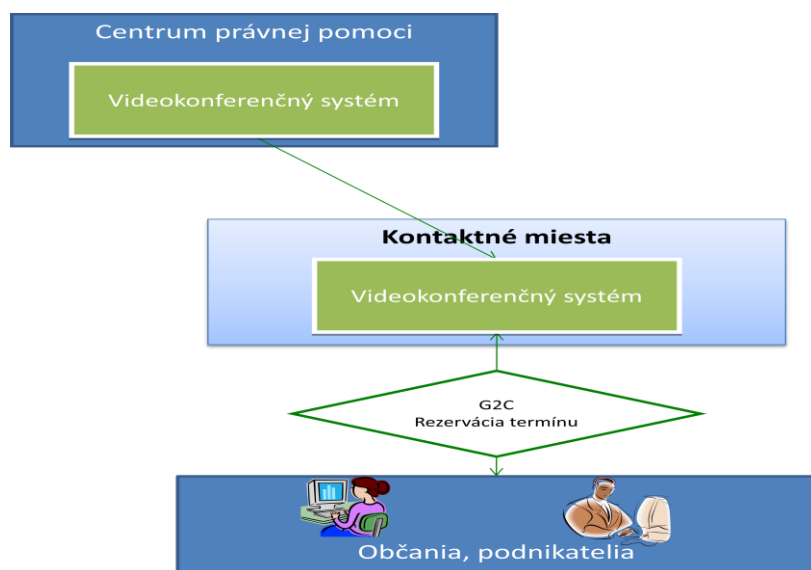 Centrum právnej pomoci
Videokonferenčný systém
Kontaktné miesta
Videokonferenčný systém
G2C
Rezervácia termínu
Občania, podnikatelia